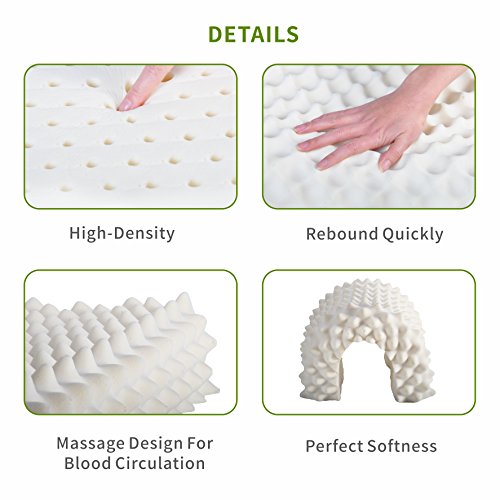 DETAILS
High-Density
Rebound Quickly
Massage Design For
Blood Circulation
Perfect Softness